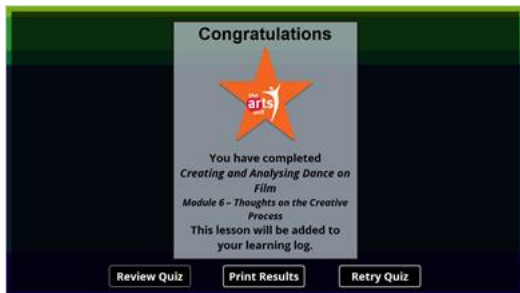 Congratulations
the
arts
unit
You have completed
Creating and Analysing Dance on
Film
Module 6 – Thoughts on the Creative
Process
This lesson will be added to
your learning log.
Review Quiz
Print Results
Retry Quiz